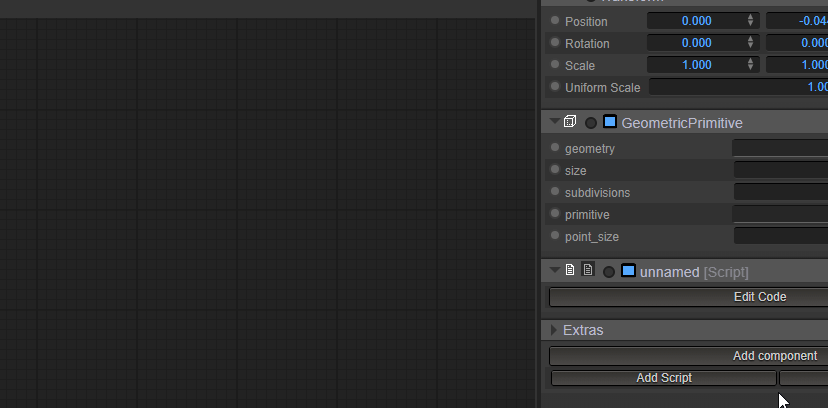 Position 0.000 -0.04
Rotation 0.000 0.000
Scale 1.000 1.000
Uniform Scale 1.00
GeometricPrimitive
geometry
size
subdivisions
primitive
point_size
unnamed [Script]
Edit Code
Extras
Add component
Add Script